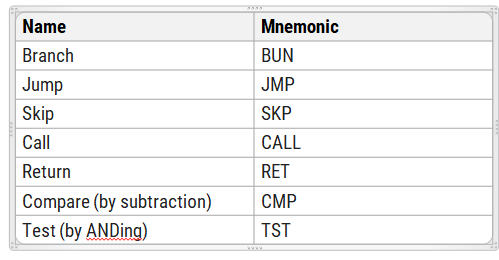 Name Mnemonic
Branch BUN
Jump JMP
Skip SKP
Call CALL
Return RET
Compare (by subtraction) CMP
Test (by ANDing) TST